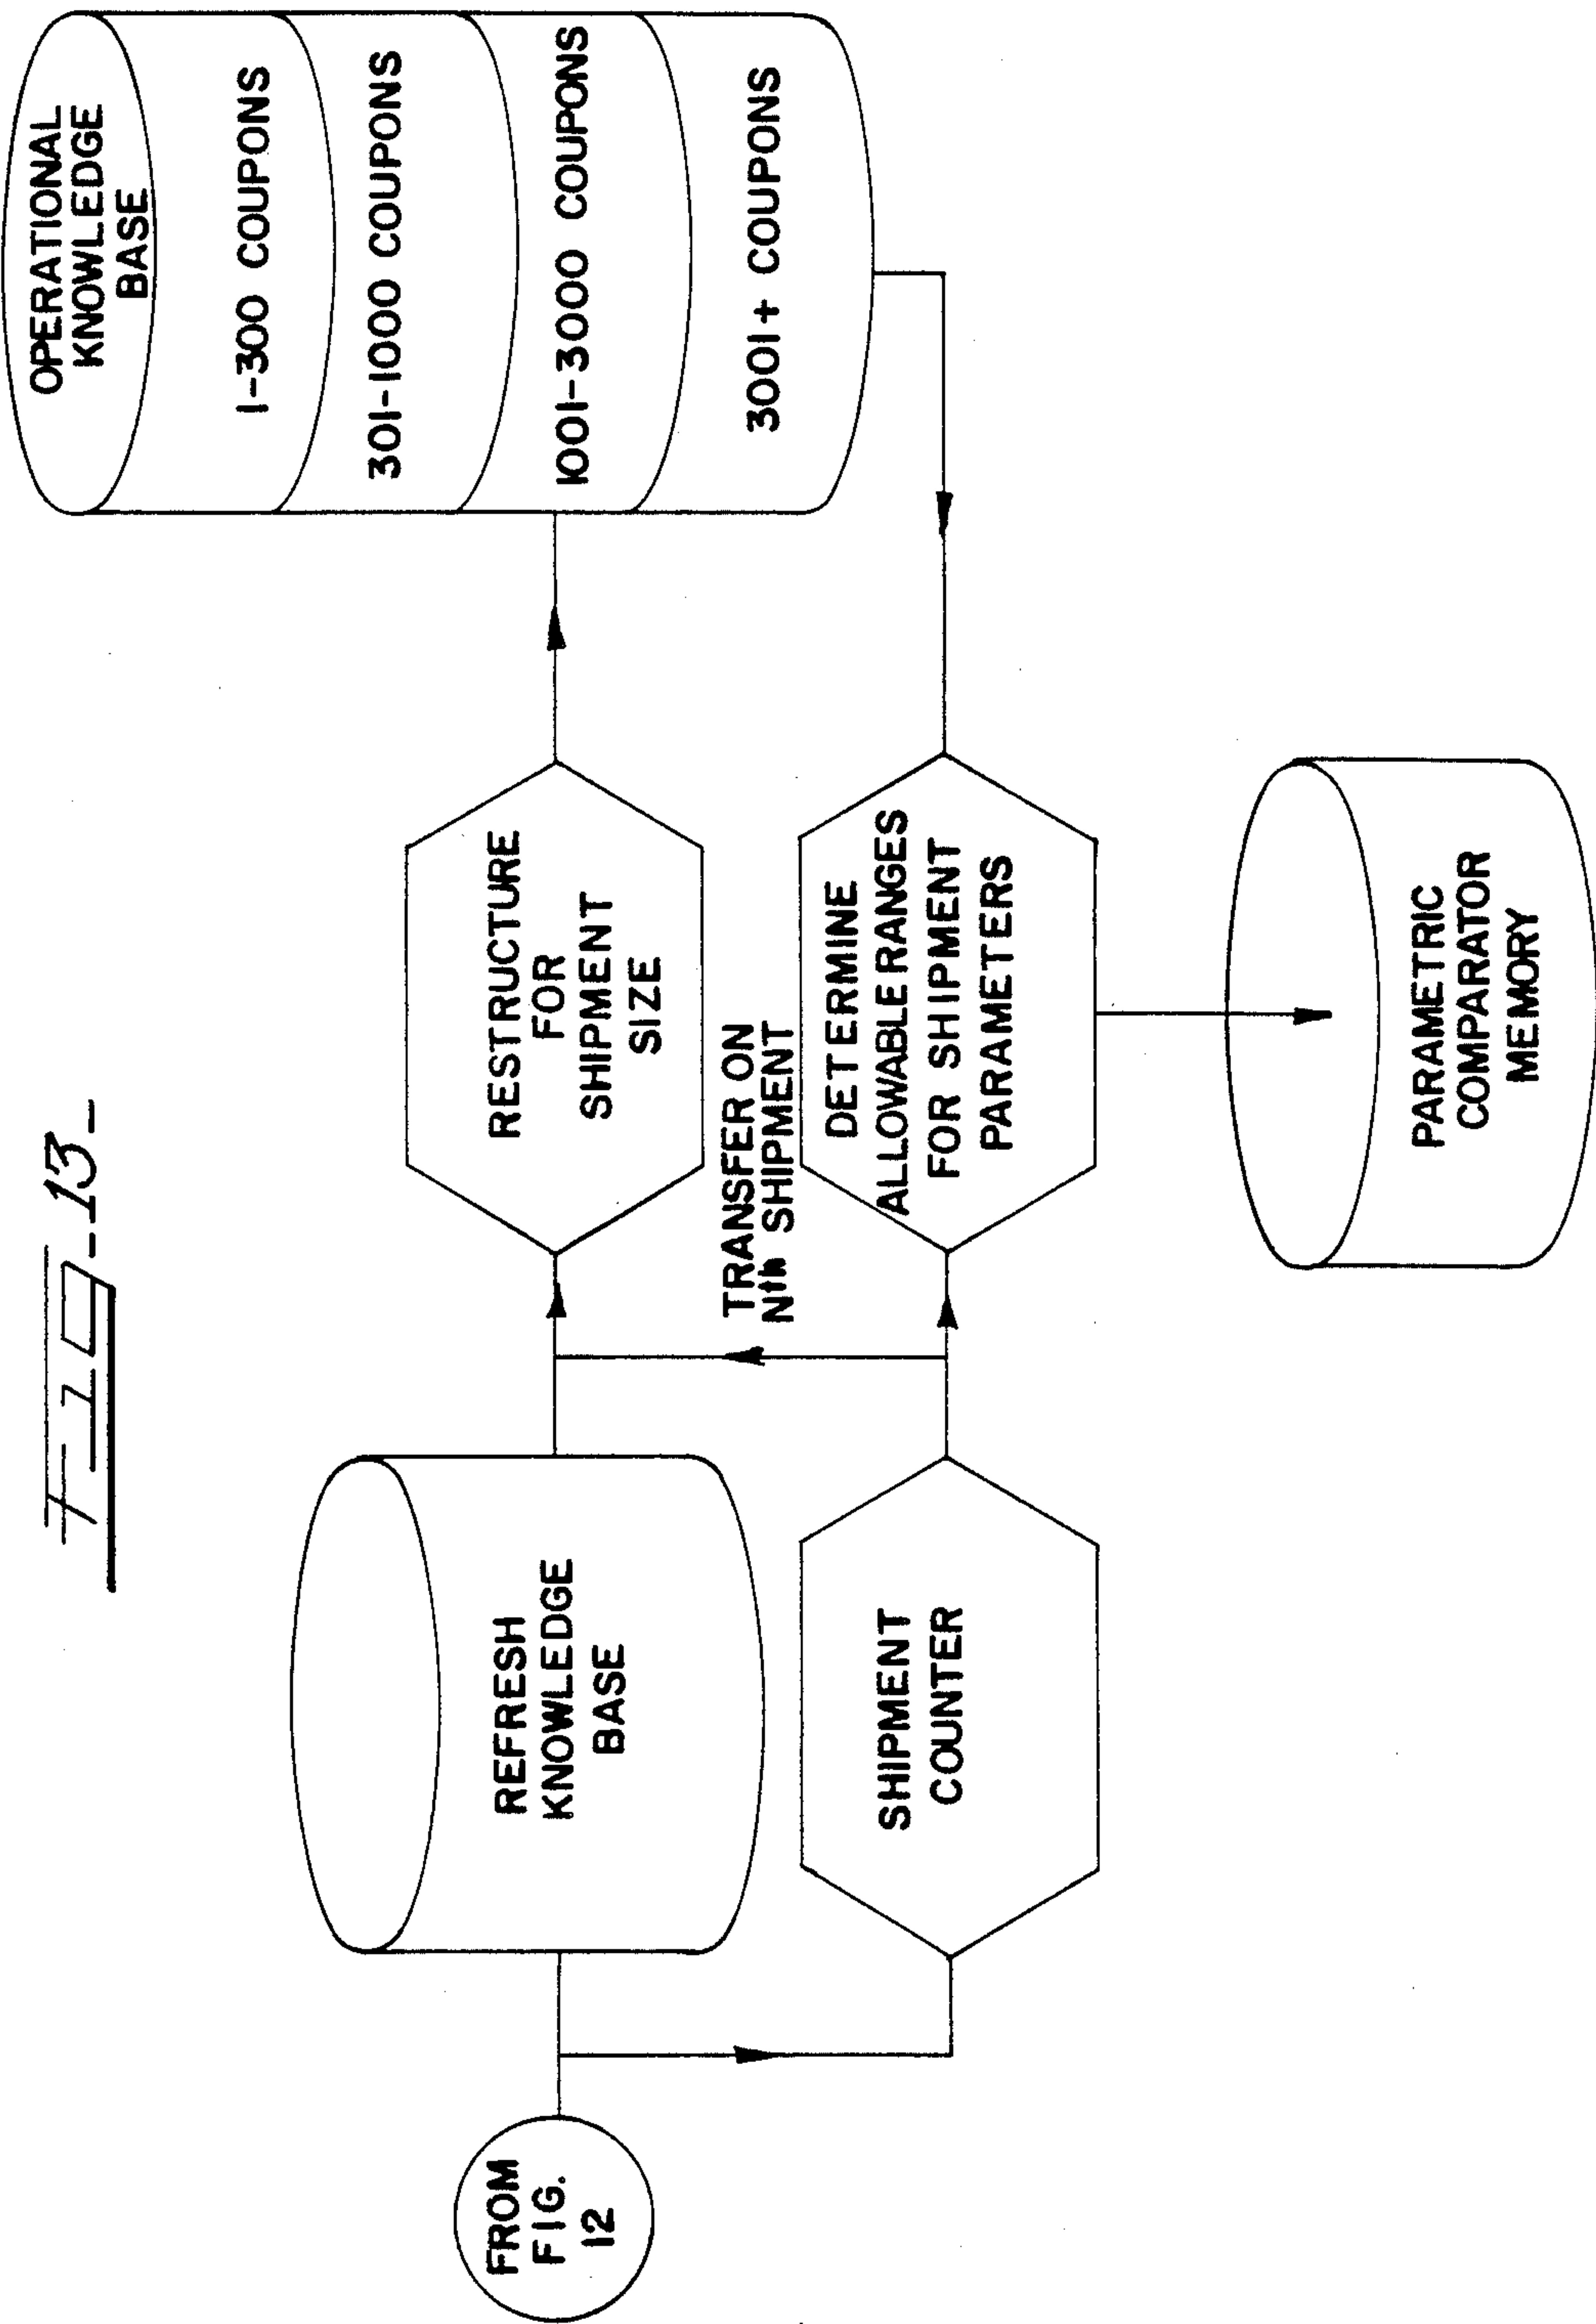 FIG-13-
FROM
FIG.
12
REFRESH
KNOWLEDGE
BASE
SHIPMENT
COUNTER
TRANSFER ON
Nth SHIPMENT
RESTRUCTURE
FOR
SHIPMENT
SIZE
DETERMINE
ALLOWABLE RANGES
FOR SHIPMENT
PARAMETERS
PARAMETRIC
COMPARATOR
MEMORY
OPERATIONAL
KNOWLEDGE
BASE
1-300 COUPONS
301-1000 COUPONS
1001-3000 COUPONS
3001+ COUPONS